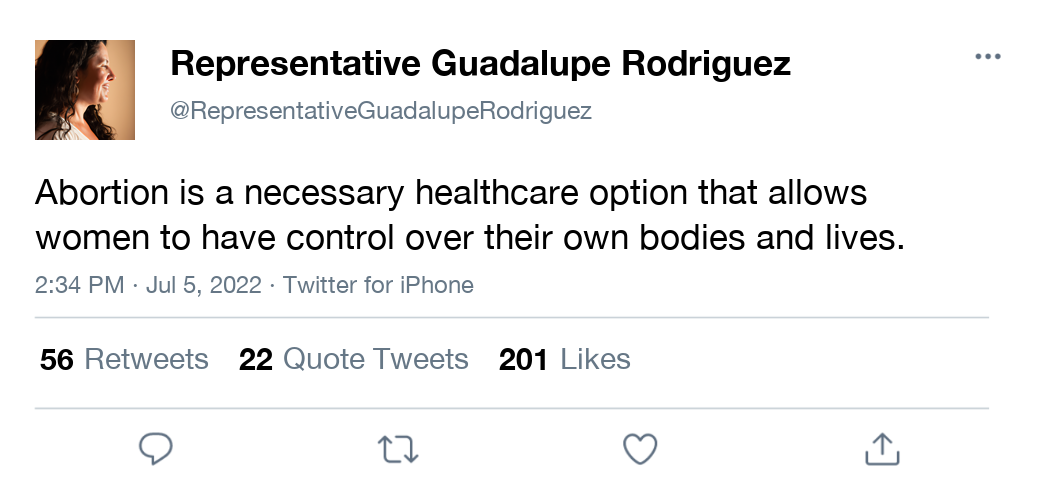 Representative Guadalupe Rodriguez
@RepresentativeGuadalupeRodriguez
Abortion is a necessary healthcare option that allows
women to have control over their own bodies and lives.
2:34 PM · Jul 5, 2022 · Twitter for iPhone
56 Retweets 22 Quote Tweets 201 Likes